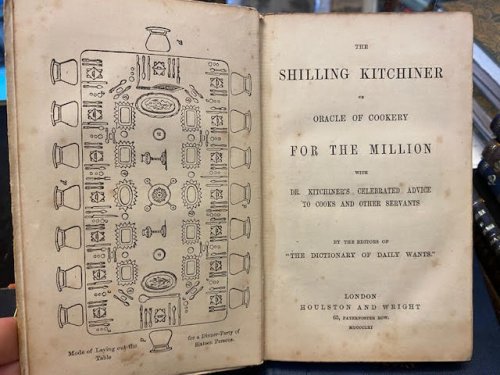 Mode of Laying out the
Table
for a Dinner-Party of
Sixteen Persons.
THE
SHILLING KITCHINER
OR
ORACLE OF COOKERY
FOR THE MILLION
WITH
DR. KITCHINER'S CELEBRATED ADVICE
TO COOKS AND OTHER SERVANTS
BY THE EDITORS OF
"THE DICTIONARY OF DAILY WANTS."
LONDON
HOULSTON AND WRIGHT
65, PATERNOSTER ROW,
MDCCCLXI